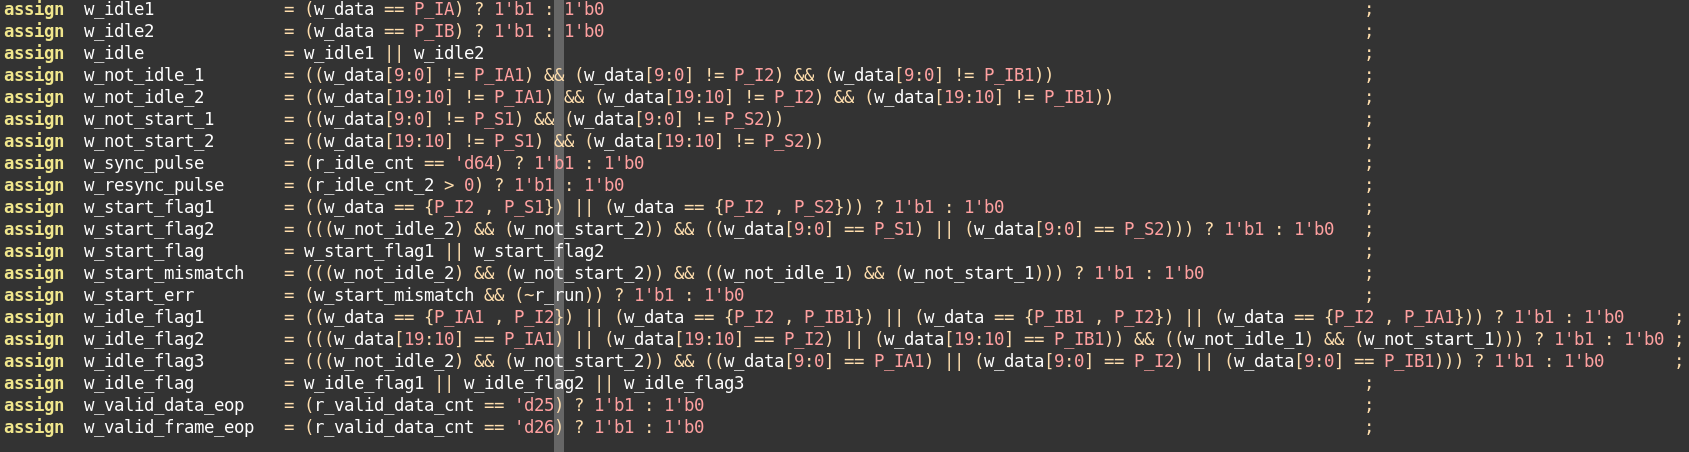 assign  w_idle1             = (w_data == P_IA) ? 1'b1 : 1'b0                                                                            ;
assign  w_idle2             = (w_data == P_IB) ? 1'b1 : 1'b0                                                                            ;
assign  w_idle              = w_idle1 || w_idle2                                                                                        ;
assign  w_not_idle_1        = ((w_data[9:0] != P_IA1) && (w_data[9:0] != P_I2) && (w_data[9:0] != P_IB1))                               ;
assign  w_not_idle_2        = ((w_data[19:10] != P_IA1) && (w_data[19:10] != P_I2) && (w_data[19:10] != P_IB1))                         ;
assign  w_not_start_1       = ((w_data[9:0] != P_S1) && (w_data[9:0] != P_S2))                                                          ;
assign  w_not_start_2       = ((w_data[19:10] != P_S1) && (w_data[19:10] != P_S2))                                                      ;
assign  w_sync_pulse        = (r_idle_cnt == 'd64) ? 1'b1 : 1'b0                                                                        ;
assign  w_resync_pulse      = (r_idle_cnt_2 > 0) ? 1'b1 : 1'b0                                                                          ;
assign  w_start_flag1       = ((w_data == {P_I2 , P_S1}) || (w_data == {P_I2 , P_S2})) ? 1'b1 : 1'b0                                    ;
assign  w_start_flag2       = (((w_not_idle_2) && (w_not_start_2)) && ((w_data[9:0] == P_S1) || (w_data[9:0] == P_S2))) ? 1'b1 : 1'b0   ;
assign  w_start_flag        = w_start_flag1 || w_start_flag2                                                                            ;
assign  w_start_mismatch    = (((w_not_idle_2) && (w_not_start_2)) && ((w_not_idle_1) && (w_not_start_1))) ? 1'b1 : 1'b0                ;
assign  w_start_err         = (w_start_mismatch && (~r_run)) ? 1'b1 : 1'b0                                                              ;
assign  w_idle_flag1        = ((w_data == {P_IA1 , P_I2}) || (w_data == {P_I2 , P_IB1}) || (w_data == {P_IB1 , P_I2}) || (w_data == {P_I2 , P_IA1})) ? 1'b1 : 1'b0     ;
assign  w_idle_flag2        = (((w_data[19:10] == P_IA1) || (w_data[19:10] == P_I2) || (w_data[19:10] == P_IB1)) && ((w_not_idle_1) && (w_not_start_1))) ? 1'b1 : 1'b0 ;
assign  w_idle_flag3        = (((w_not_idle_2) && (w_not_start_2)) && ((w_data[9:0] == P_IA1) || (w_data[9:0] == P_I2) || (w_data[9:0] == P_IB1))) ? 1'b1 : 1'b0       ;
assign  w_idle_flag         = w_idle_flag1 || w_idle_flag2 || w_idle_flag3                                                              ;
assign  w_valid_data_eop    = (r_valid_data_cnt == 'd25) ? 1'b1 : 1'b0                                                                  ;
assign  w_valid_frame_eop   = (r_valid_data_cnt == 'd26) ? 1'b1 : 1'b0                                                                  ;